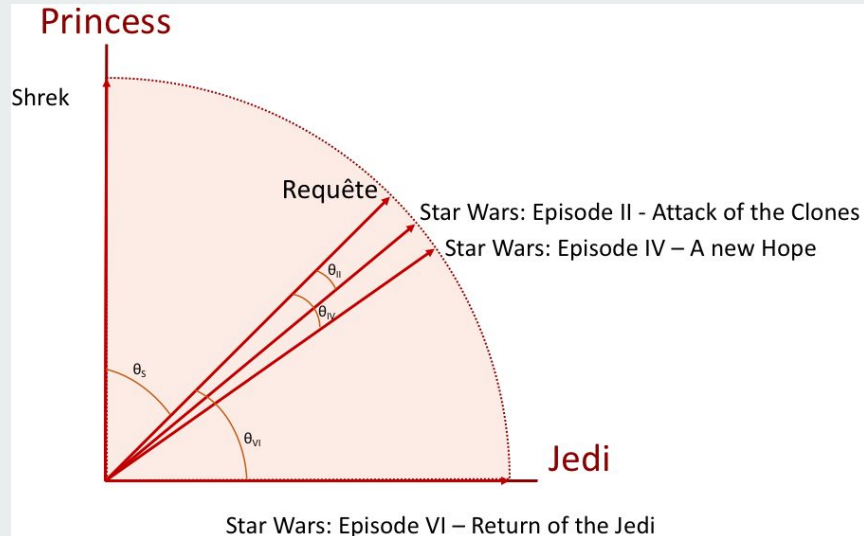 Princess
Shrek
Requête
Star Wars: Episode II - Attack of the Clones
Star Wars: Episode IV – A new Hope
θII
θIV
θS
θVI
Jedi
Star Wars: Episode VI – Return of the Jedi